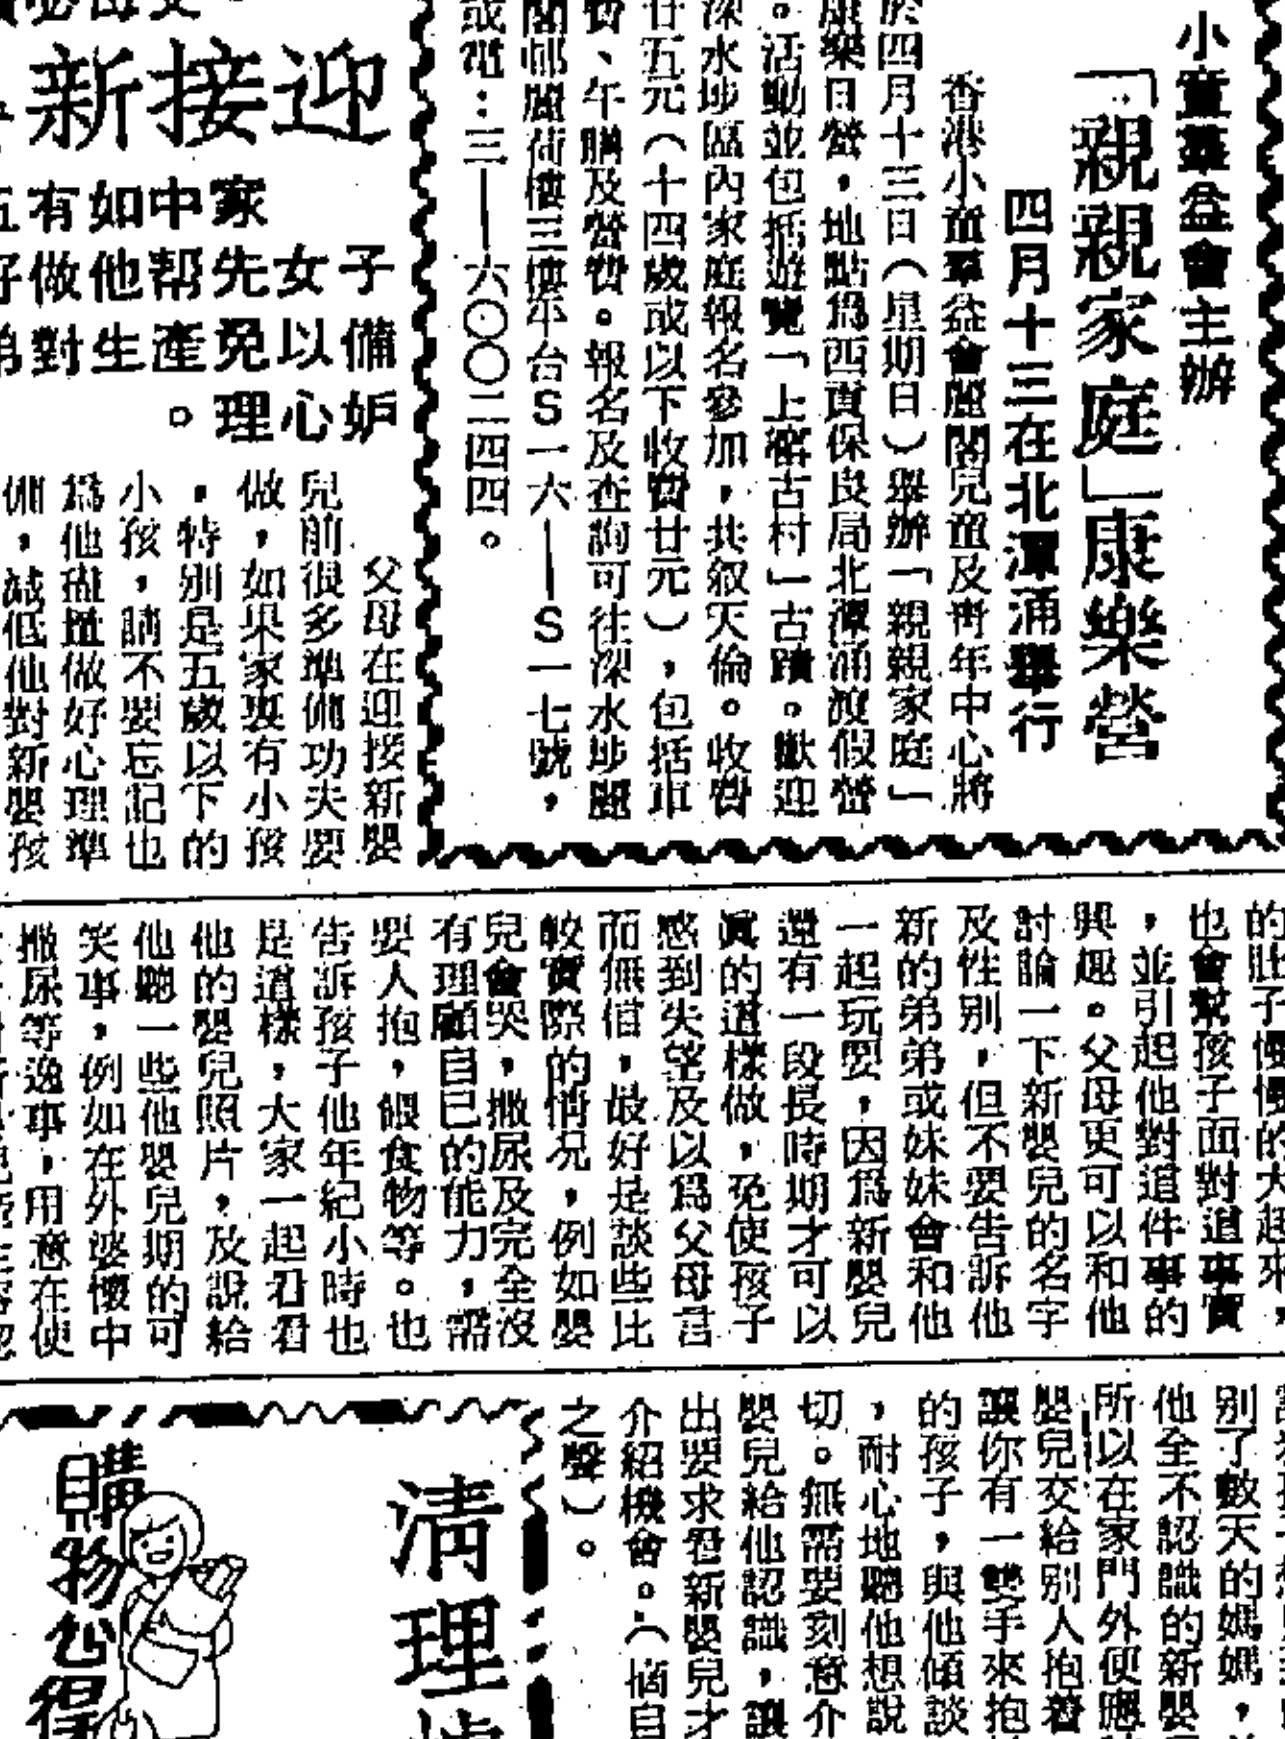 小童羣益會主辦
「親親家庭」康樂營
四月十三在北潭涌舉行
香港小童羣益會麗閣兒童及靑年中心將
於四月十三日（星期日）舉辦「親親家庭」
康樂日營，地點爲西貢保良局北潭涌渡假營
。活動並包括遊覽「上窰古村」古蹟。歡迎
深水埗區內家庭報名參加，共叙天倫。收費
廿五元（十四歲或以下收費廿元），包括車
費、午膳及營費。報名及查詢可往深水埗麗
閣邨麗荷樓三樓平台S一六—S一七號，
或電：三—六〇〇二四四。
迎接新
家中如有五
子女先帮他做好
備以免產生對弟
妒心理。
父母在迎接新嬰
兒前很多準備功夫要
做，如果家裏有小孩
，特別是五歲以下的
小孩，請不要忘記也
爲他儘量做好心理準
備，減低他對新嬰孩
的肚子慢慢的大起來，
也會幫孩子面對這事實
，並引起他對這件事的
興趣。父母更可以和他
討論一下新嬰兒的名字
及性別，但不要告訴他
新的弟弟或妹妹會和他
一起玩耍，因爲新嬰兒
還有一段長時期才可以
眞的這樣做，免使孩子
感到失望及以爲父母言
而無信，最好是談些比
較實際的情况，例如嬰
兒會哭，撒尿及完全沒
有理顧自己的能力，需
要人抱，餵食物等。也
告訴孩子他年紀小時也
是這樣，大家一起看看
他的嬰兒照片，及說給
他聽一些他嬰兒期的可
笑事，例如在外婆懷中
撒尿等逸事，用意在使
別了數天的媽媽，
他全不認識的新嬰
所以在家門外便應
嬰兒交給別人抱着
讓你有一雙手來抱
的孩子，與他傾談
，耐心地聽他想說
切。無需要刻意介
嬰兒給他認識，讓
出要求看新嬰兒才
介紹機會。（摘自
之聲）。
清理
購物心得